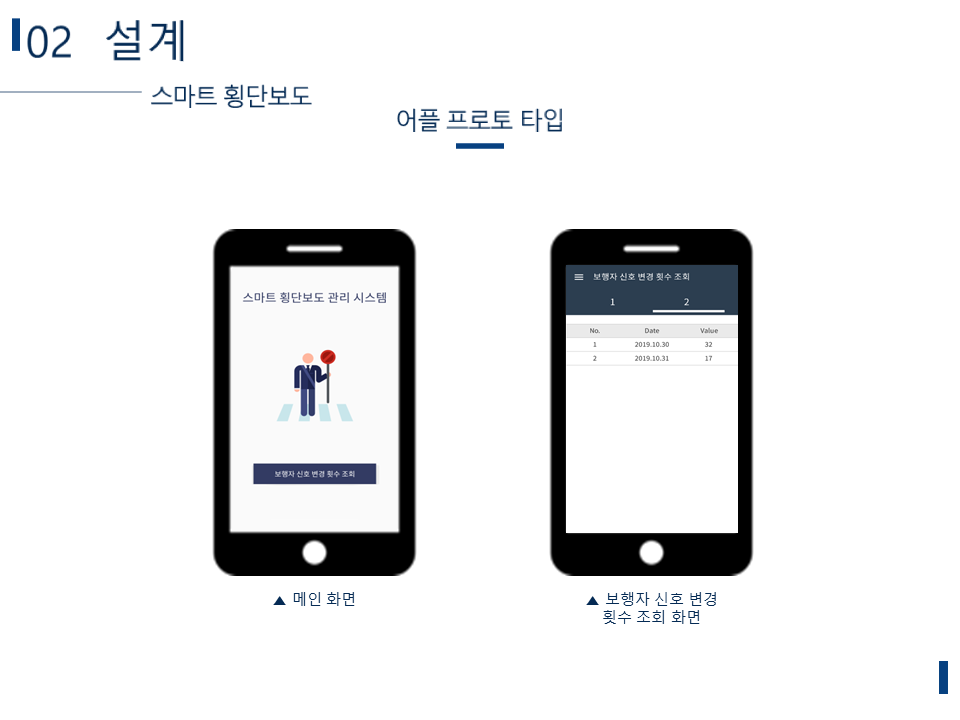 02 설계
스마트 횡단보도
어플 프로토 타입
스마트 횡단보도 관리 시스템
보행자 신호 변경 횟수 조회
▲ 메인 화면
보행자 신호 변경 횟수 조회
1 2
No. Date Value
1 2019.10.30 32
2 2019.10.31 17
▲ 보행자 신호 변경
횟수 조회 화면